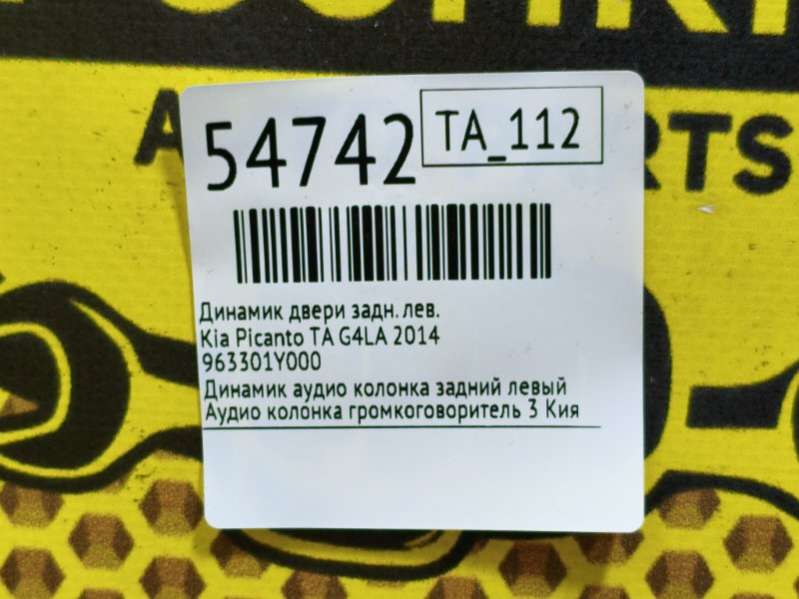 54742
TA_112
Динамик двери задн. лев.
Kia Picanto TA G4LA 2014
963301Y000
Динамик аудио колонка задний левый
Аудио колонка громкоговоритель 3 Кия